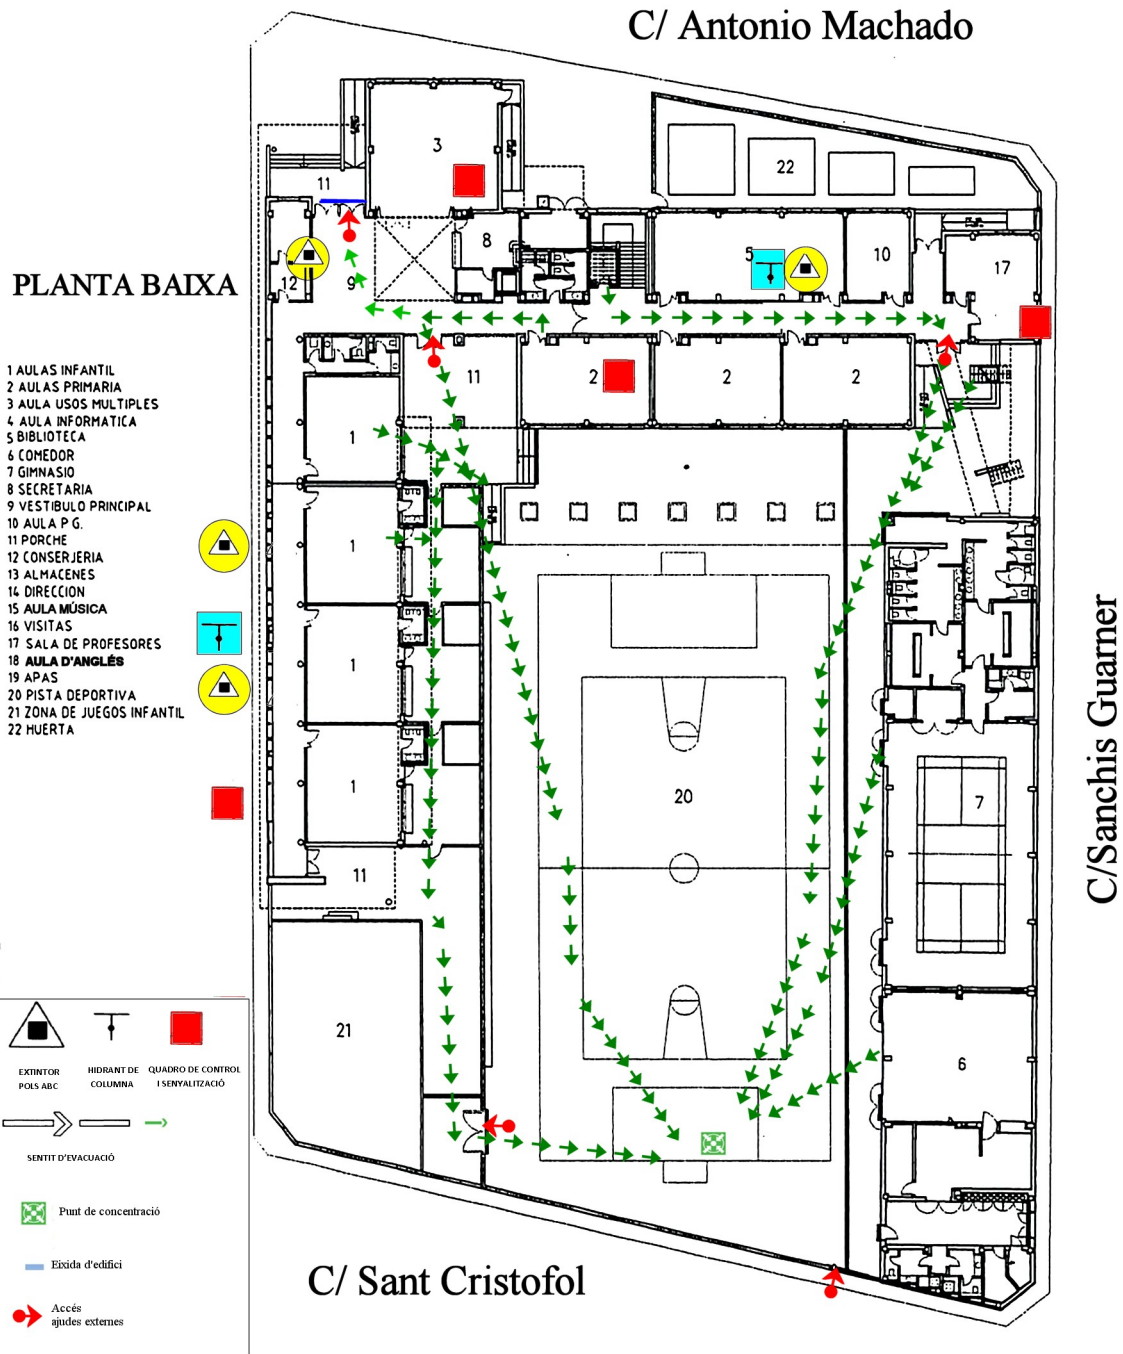 C/ Antonio Machado
3
22
11
8
5
10
17
12
9
PLANTA BAIXA
11
2
2
2
1 AULAS INFANTIL
2 AULAS PRIMARIA
3 AULA USOS MULTIPLES
4 AULA INFORMATICA
5 BIBLIOTECA
6 COMEDOR
7 GIMNASIO
8 SECRETARIA
9 VESTIBULO PRINCIPAL
10 AULA P G.
11 PORCHE
12 CONSERJERIA
13 ALMACENES
14 DIRECCION
15 AULA MÚSICA
16 VISITAS
17 SALA DE PROFESORES
18 AULA D'ANGLÉS
19 APAS
20 PISTA DEPORTIVA
21 ZONA DE JUEGOS INFANTIL
22 HUERTA
1
1
1
1
20
7
C/Sanchis Guarner
11
21
6
EXTINTOR
POLS ABC
HIDRANT DE
COLUMNA
QUADRO DE CONTROL
I SENYALITZACIÓ
SENTIT D'EVACUACIÓ
Punt de concentració
Eixida d'edifici
Accés
ajudes externes
C/ Sant Cristofol